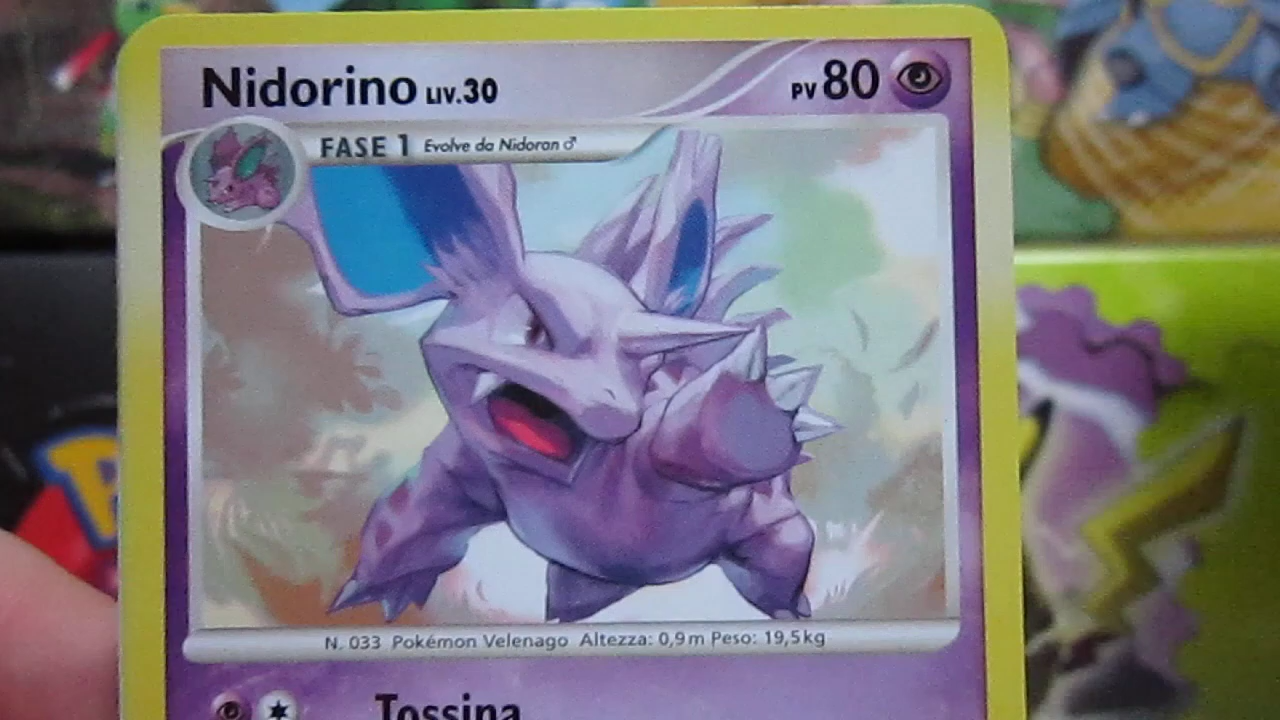 Nidorino LIV.30 PV 80
FASE 1 Evolve da Nidoran♂
N. 033 Pokémon Velenago Altezza: 0,9m Peso: 19,5kg
Tossina